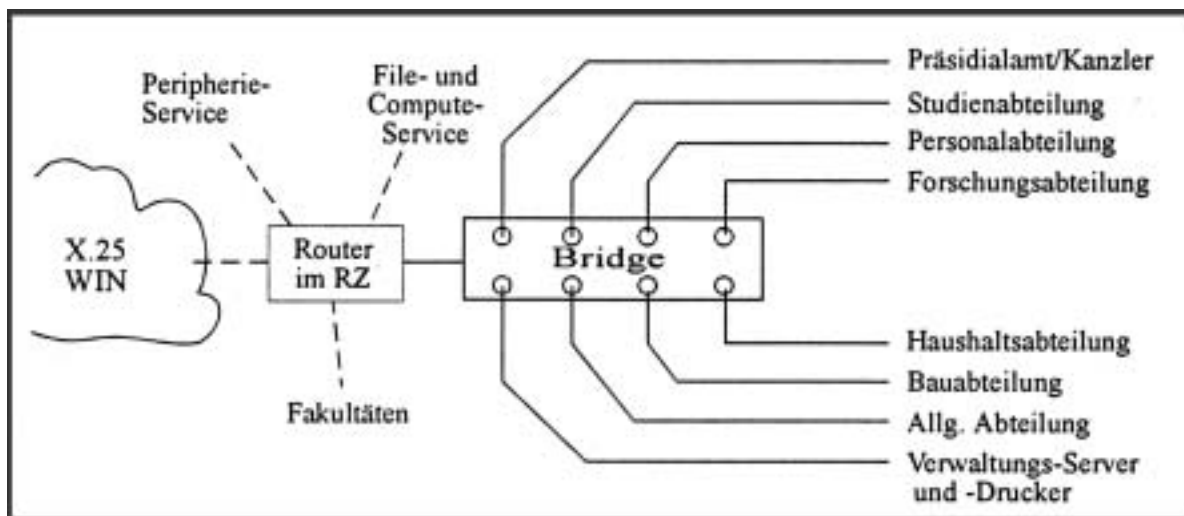 Peripherie-
Service
File- und
Compute-
Service
X.25
WIN
Router
im RZ
Fakultäten
Bridge
Präsidialamt/Kanzler
Studienabteilung
Personalabteilung
Forschungsabteilung
Haushaltsabteilung
Bauabteilung
Allg. Abteilung
Verwaltungs-Server
und -Drucker